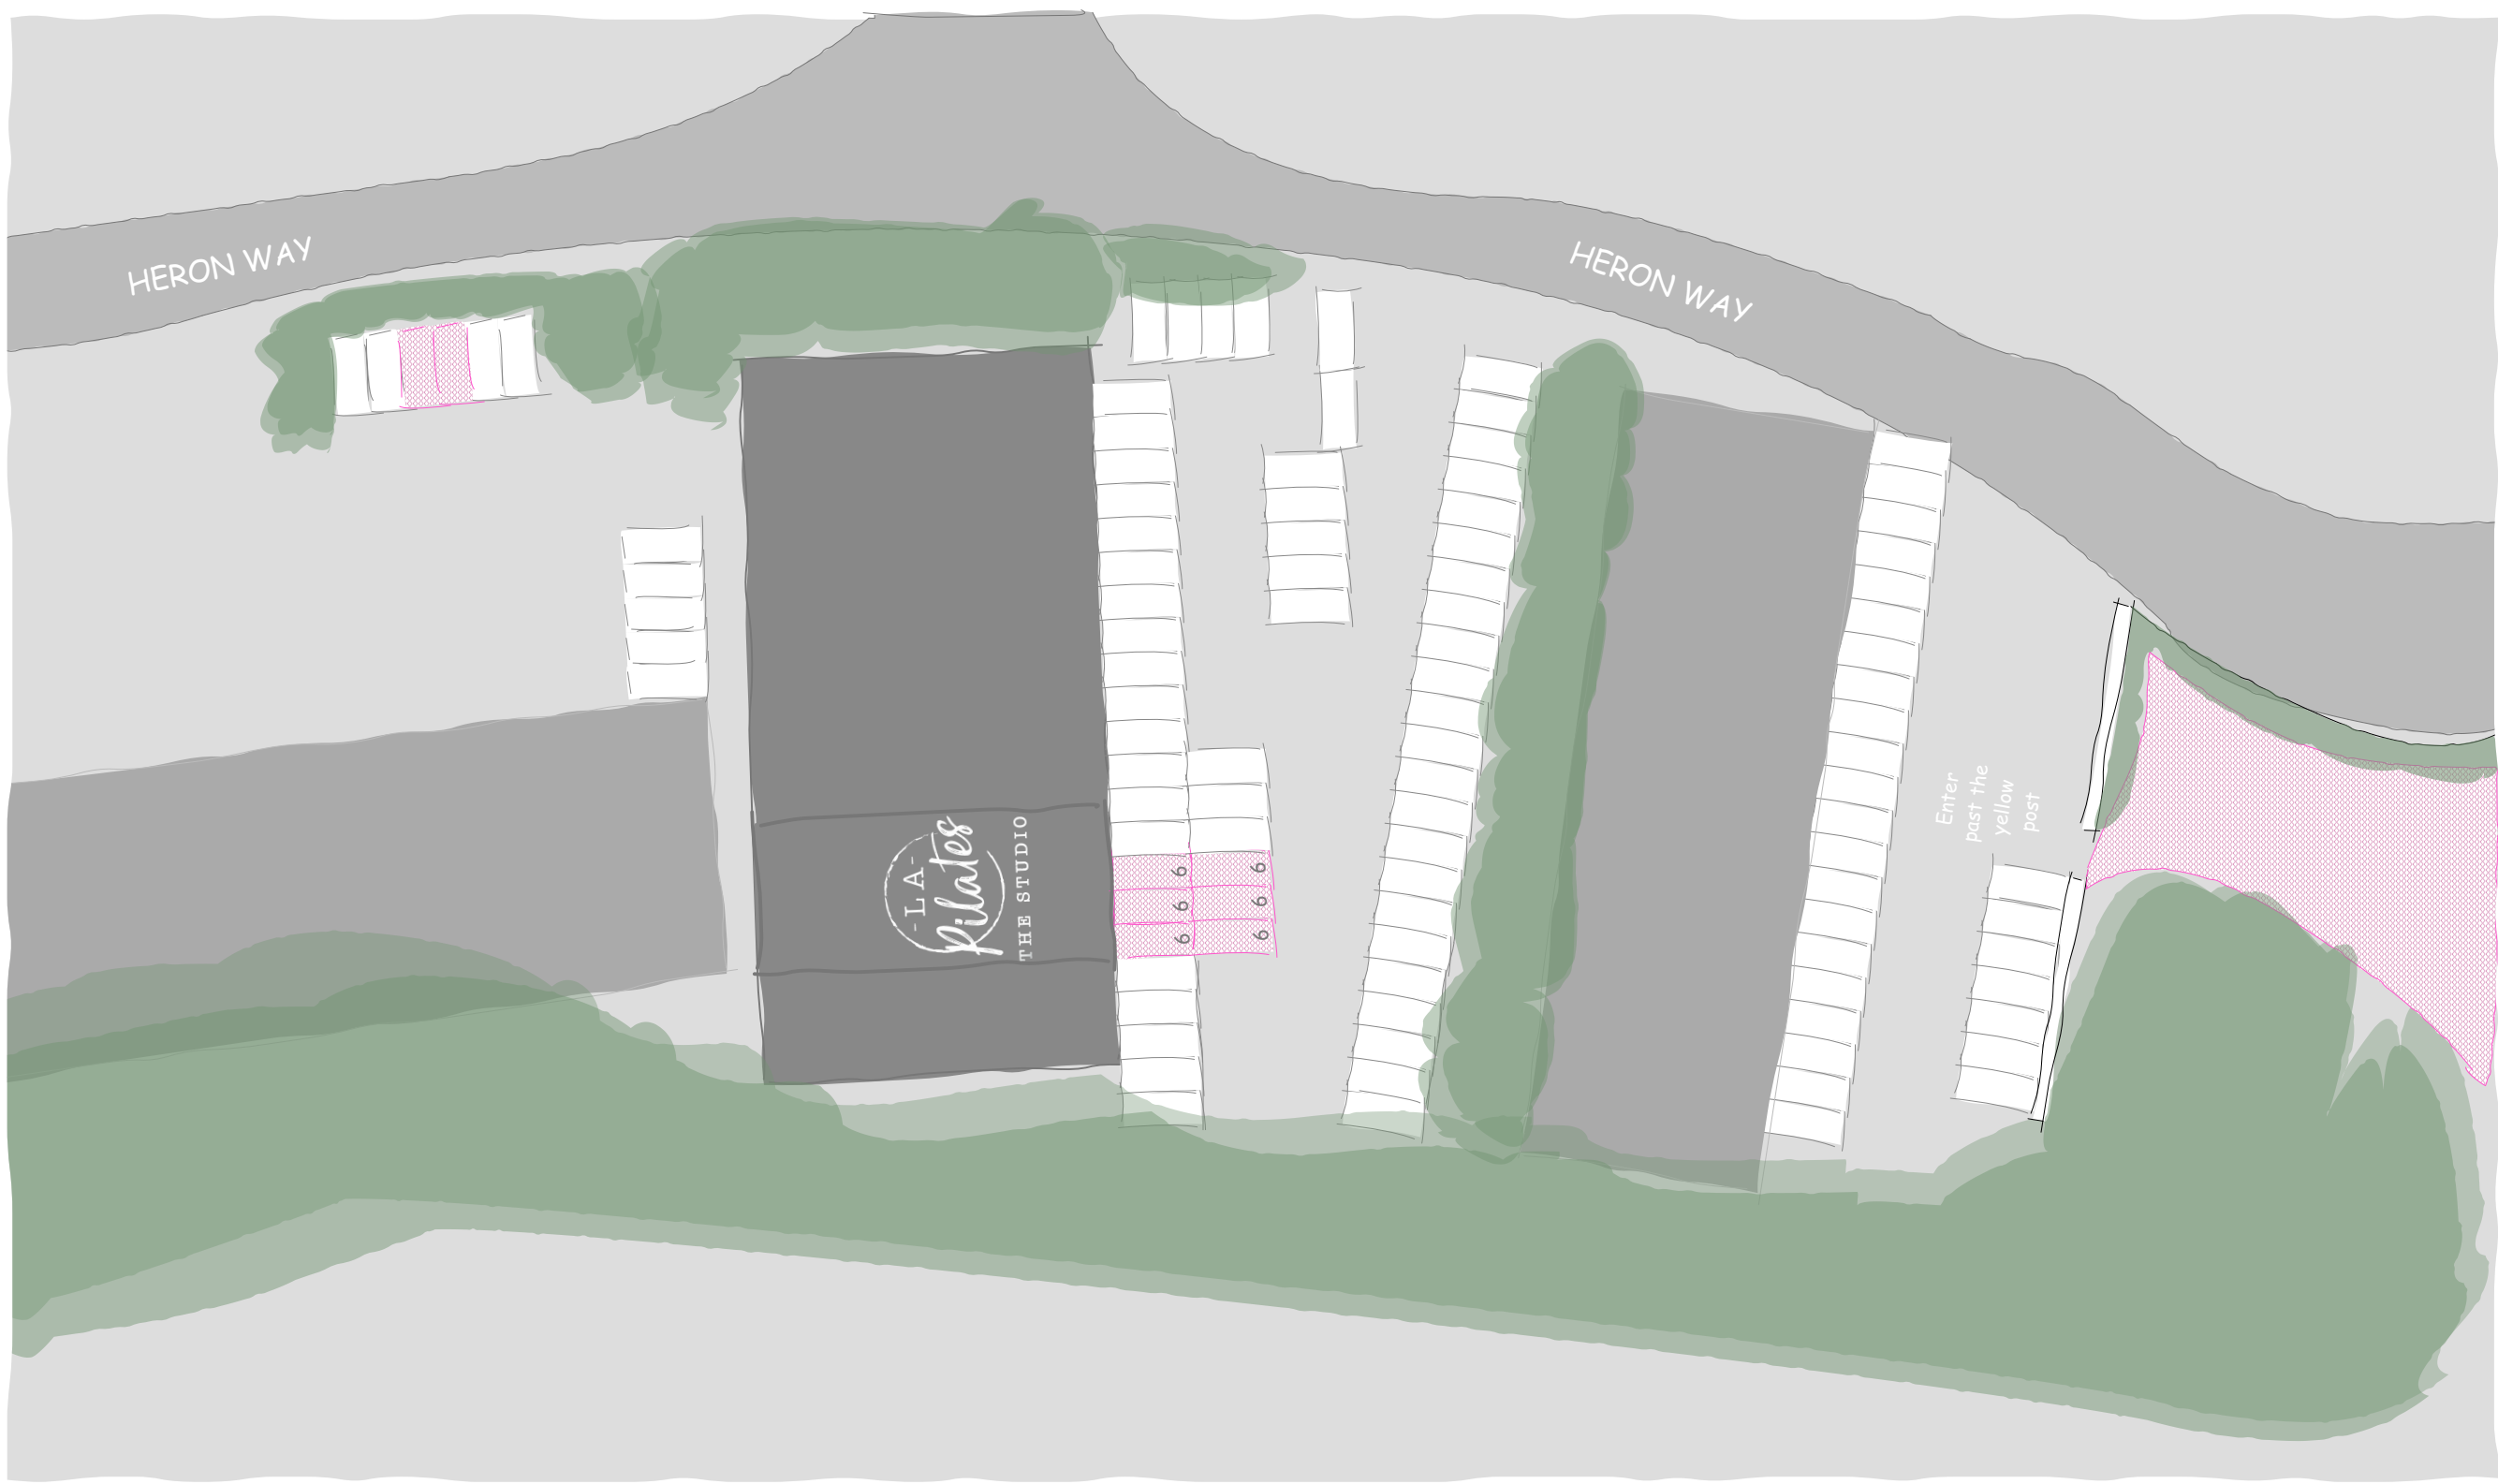 HERON WAY
HERON WAY
- LA -
Pilates
THE STUDIO
6
6
6
6
6
6
Enter
past the
yellow
post